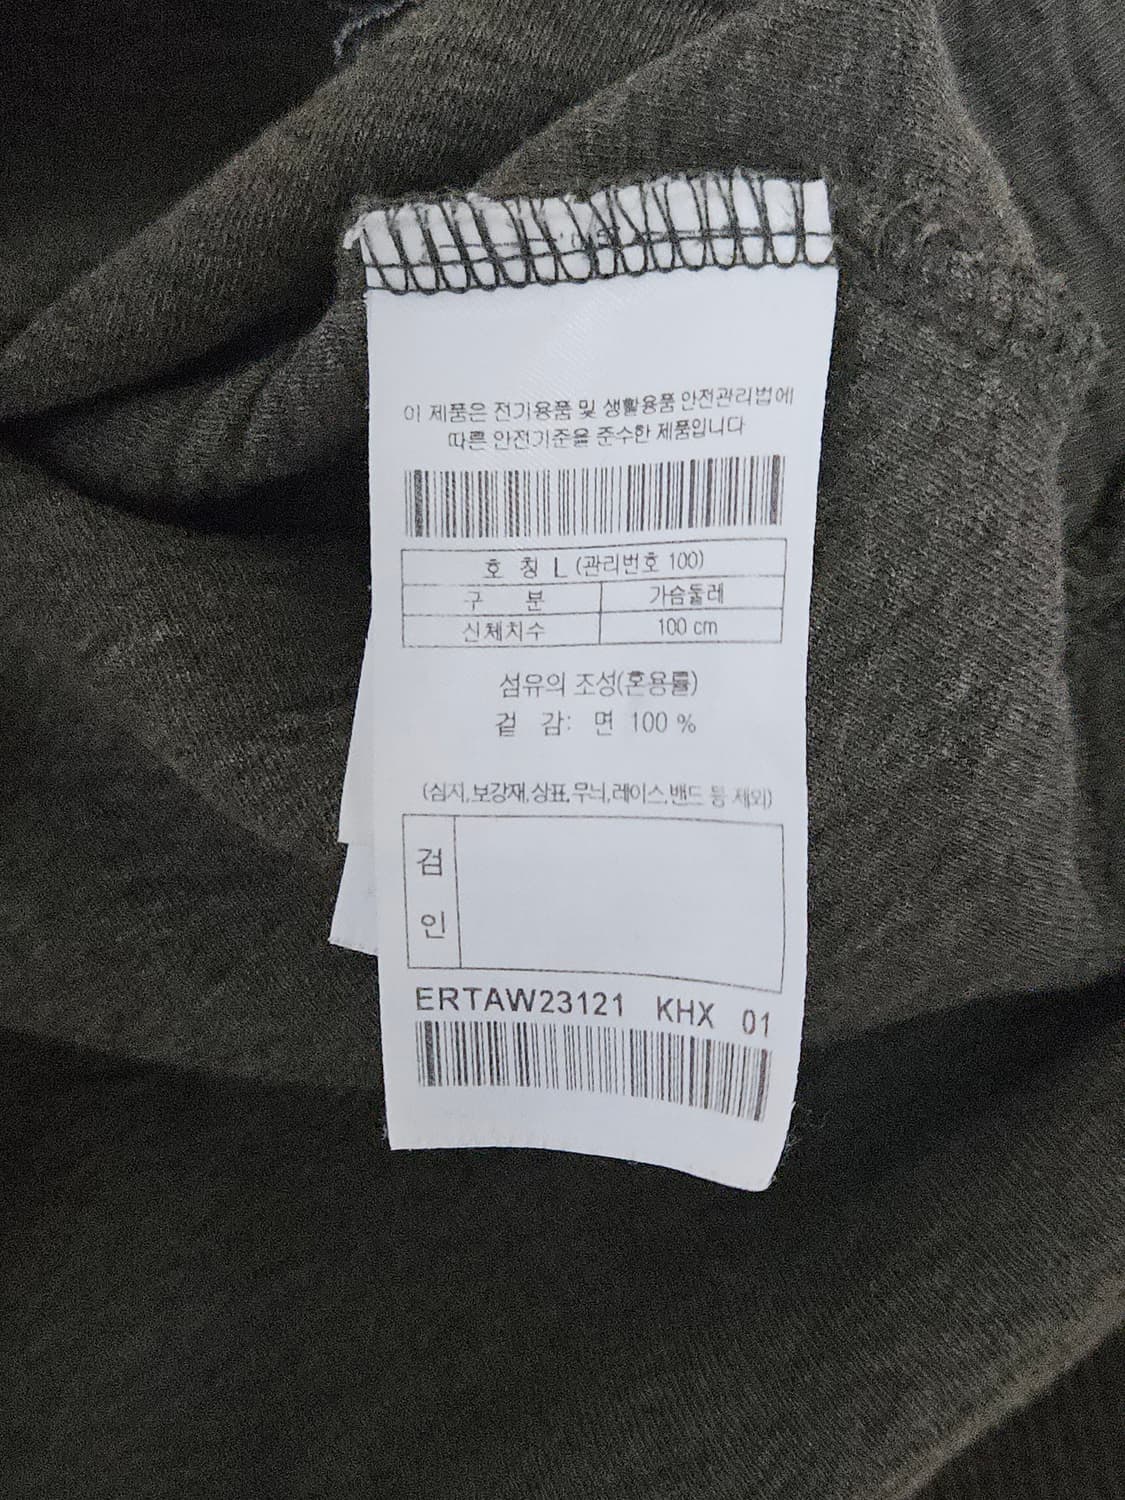 이 제품은 전기용품 및 생활용품 안전관리법에
따른 안전기준을 준수한 제품입니다
호 칭 L (관리번호 100)
구 분 가슴둘레
신체치수 100 cm
섬유의 조성(혼용률)
겉 감: 면 100 %
(심지,보강재,상표,무늬,레이스,밴드 등 제외)
검
인
ERTAW23121 KHX 01